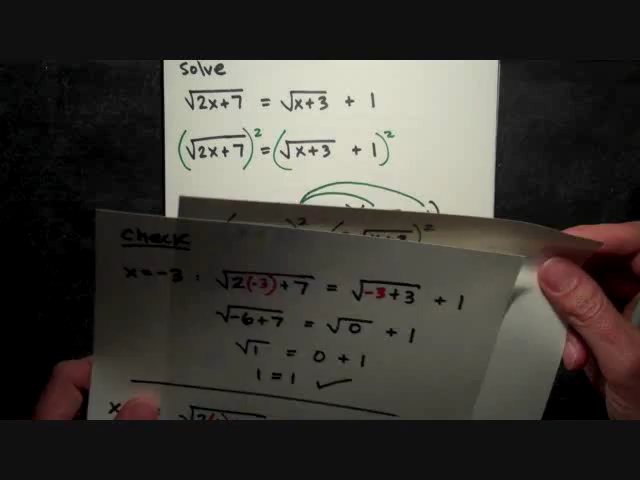 Solve
√2x+7 = √x+3 + 1
(√2x+7)² = (√x+3 + 1)²
Check
x=-3 : √2(-3)+7 = √-3+3 + 1
√-6+7 = √0 + 1
√1 = 0 + 1
1 = 1 ✓